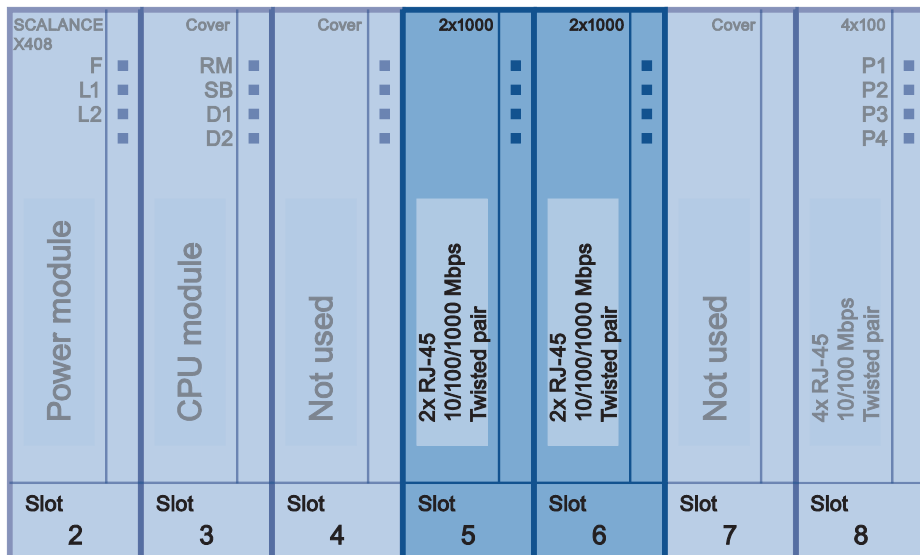 SCALANCE
X408
F
L1
L2
Power module
Slot
2
Cover
RM
SB
D1
D2
CPU module
Slot
3
Cover
Not used
Slot
4
2x1000
2x RJ-45
10/100/1000 Mbps
Twisted pair
Slot
5
2x1000
2x RJ-45
10/100/1000 Mbps
Twisted pair
Slot
6
Cover
Not used
Slot
7
4x100
P1
P2
P3
P4
4x RJ-45
10/100 Mbps
Twisted pair
Slot
8